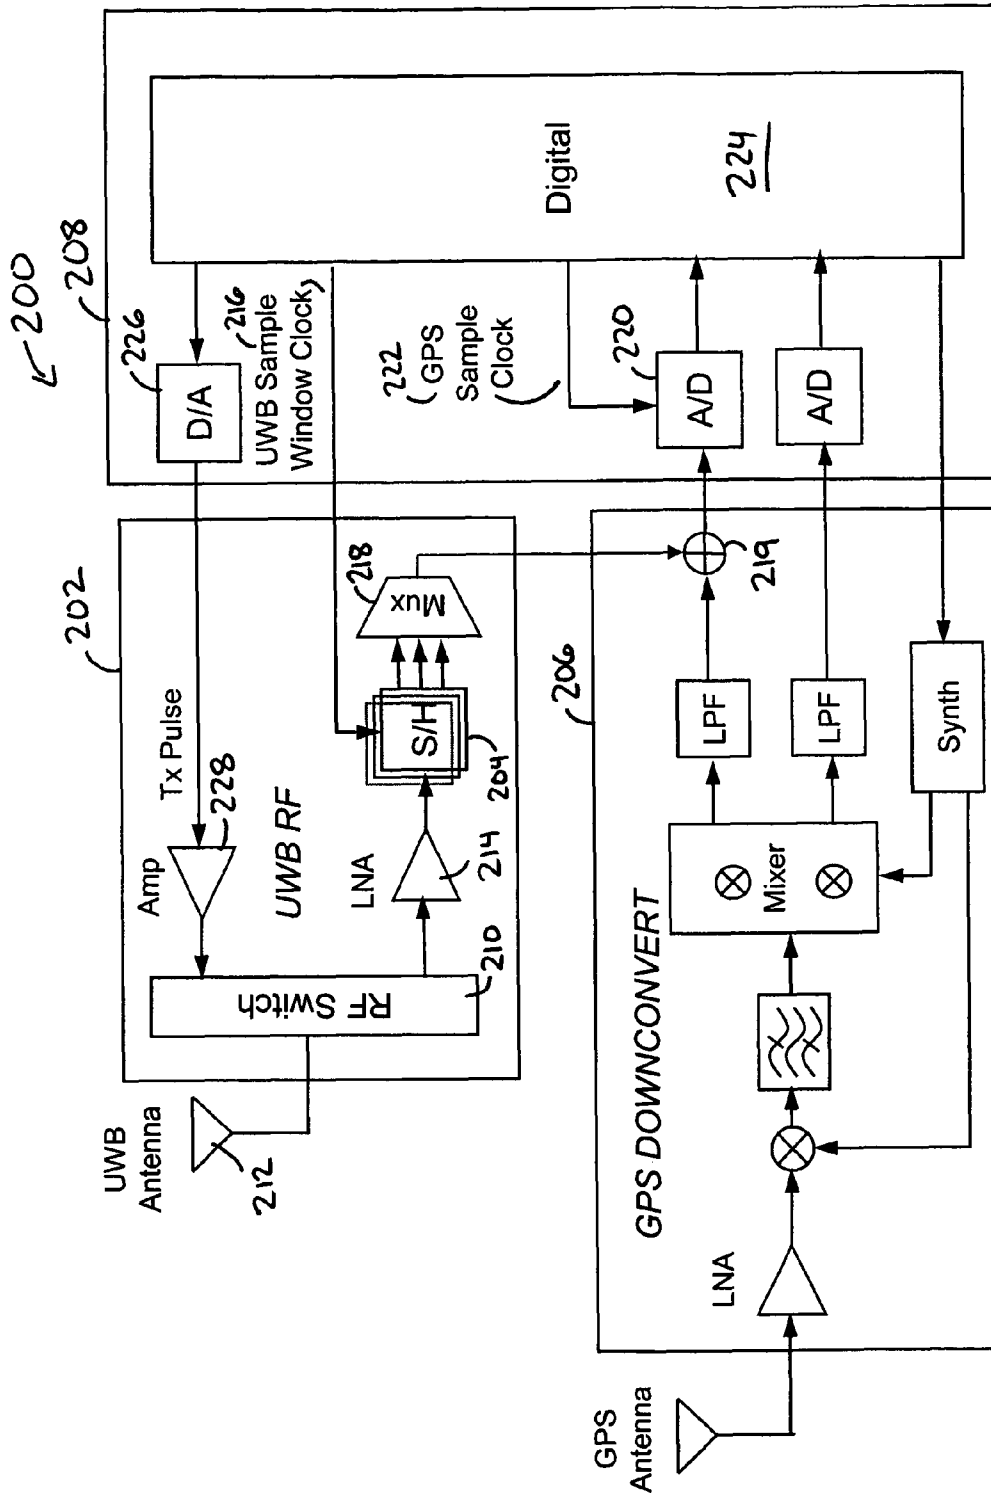 200
208
226
D/A
216
UWB Sample
Window Clock
222
GPS
Sample
Clock
220
A/D
A/D
Digital
224
202
Tx Pulse
Amp
228
UWB RF
LNA
214
S/H
204
Mux
218
RF Switch
210
UWB
Antenna
212
219
206
LPF
LPF
Mixer
Synth
GPS DOWNCONVERT
LNA
GPS
Antenna